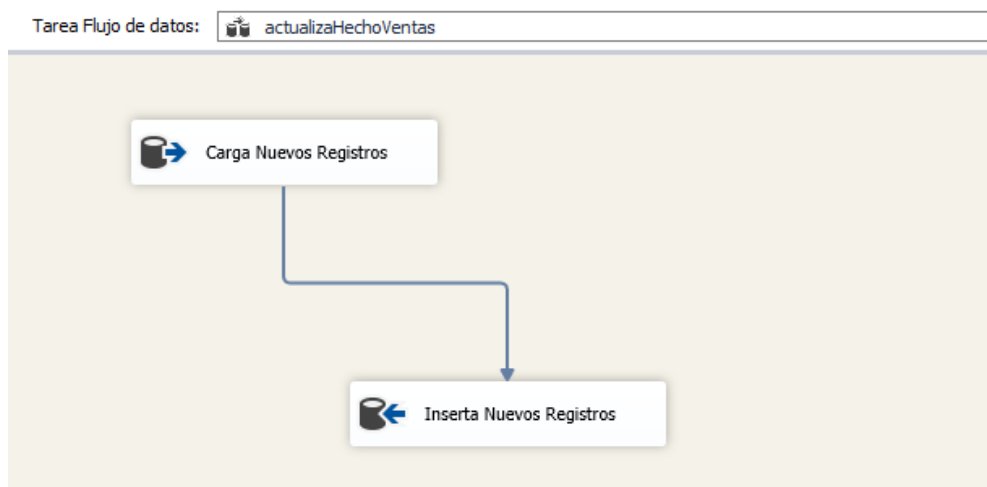 Tarea Flujo de datos: actualizaHechoVentas
Carga Nuevos Registros
Inserta Nuevos Registros